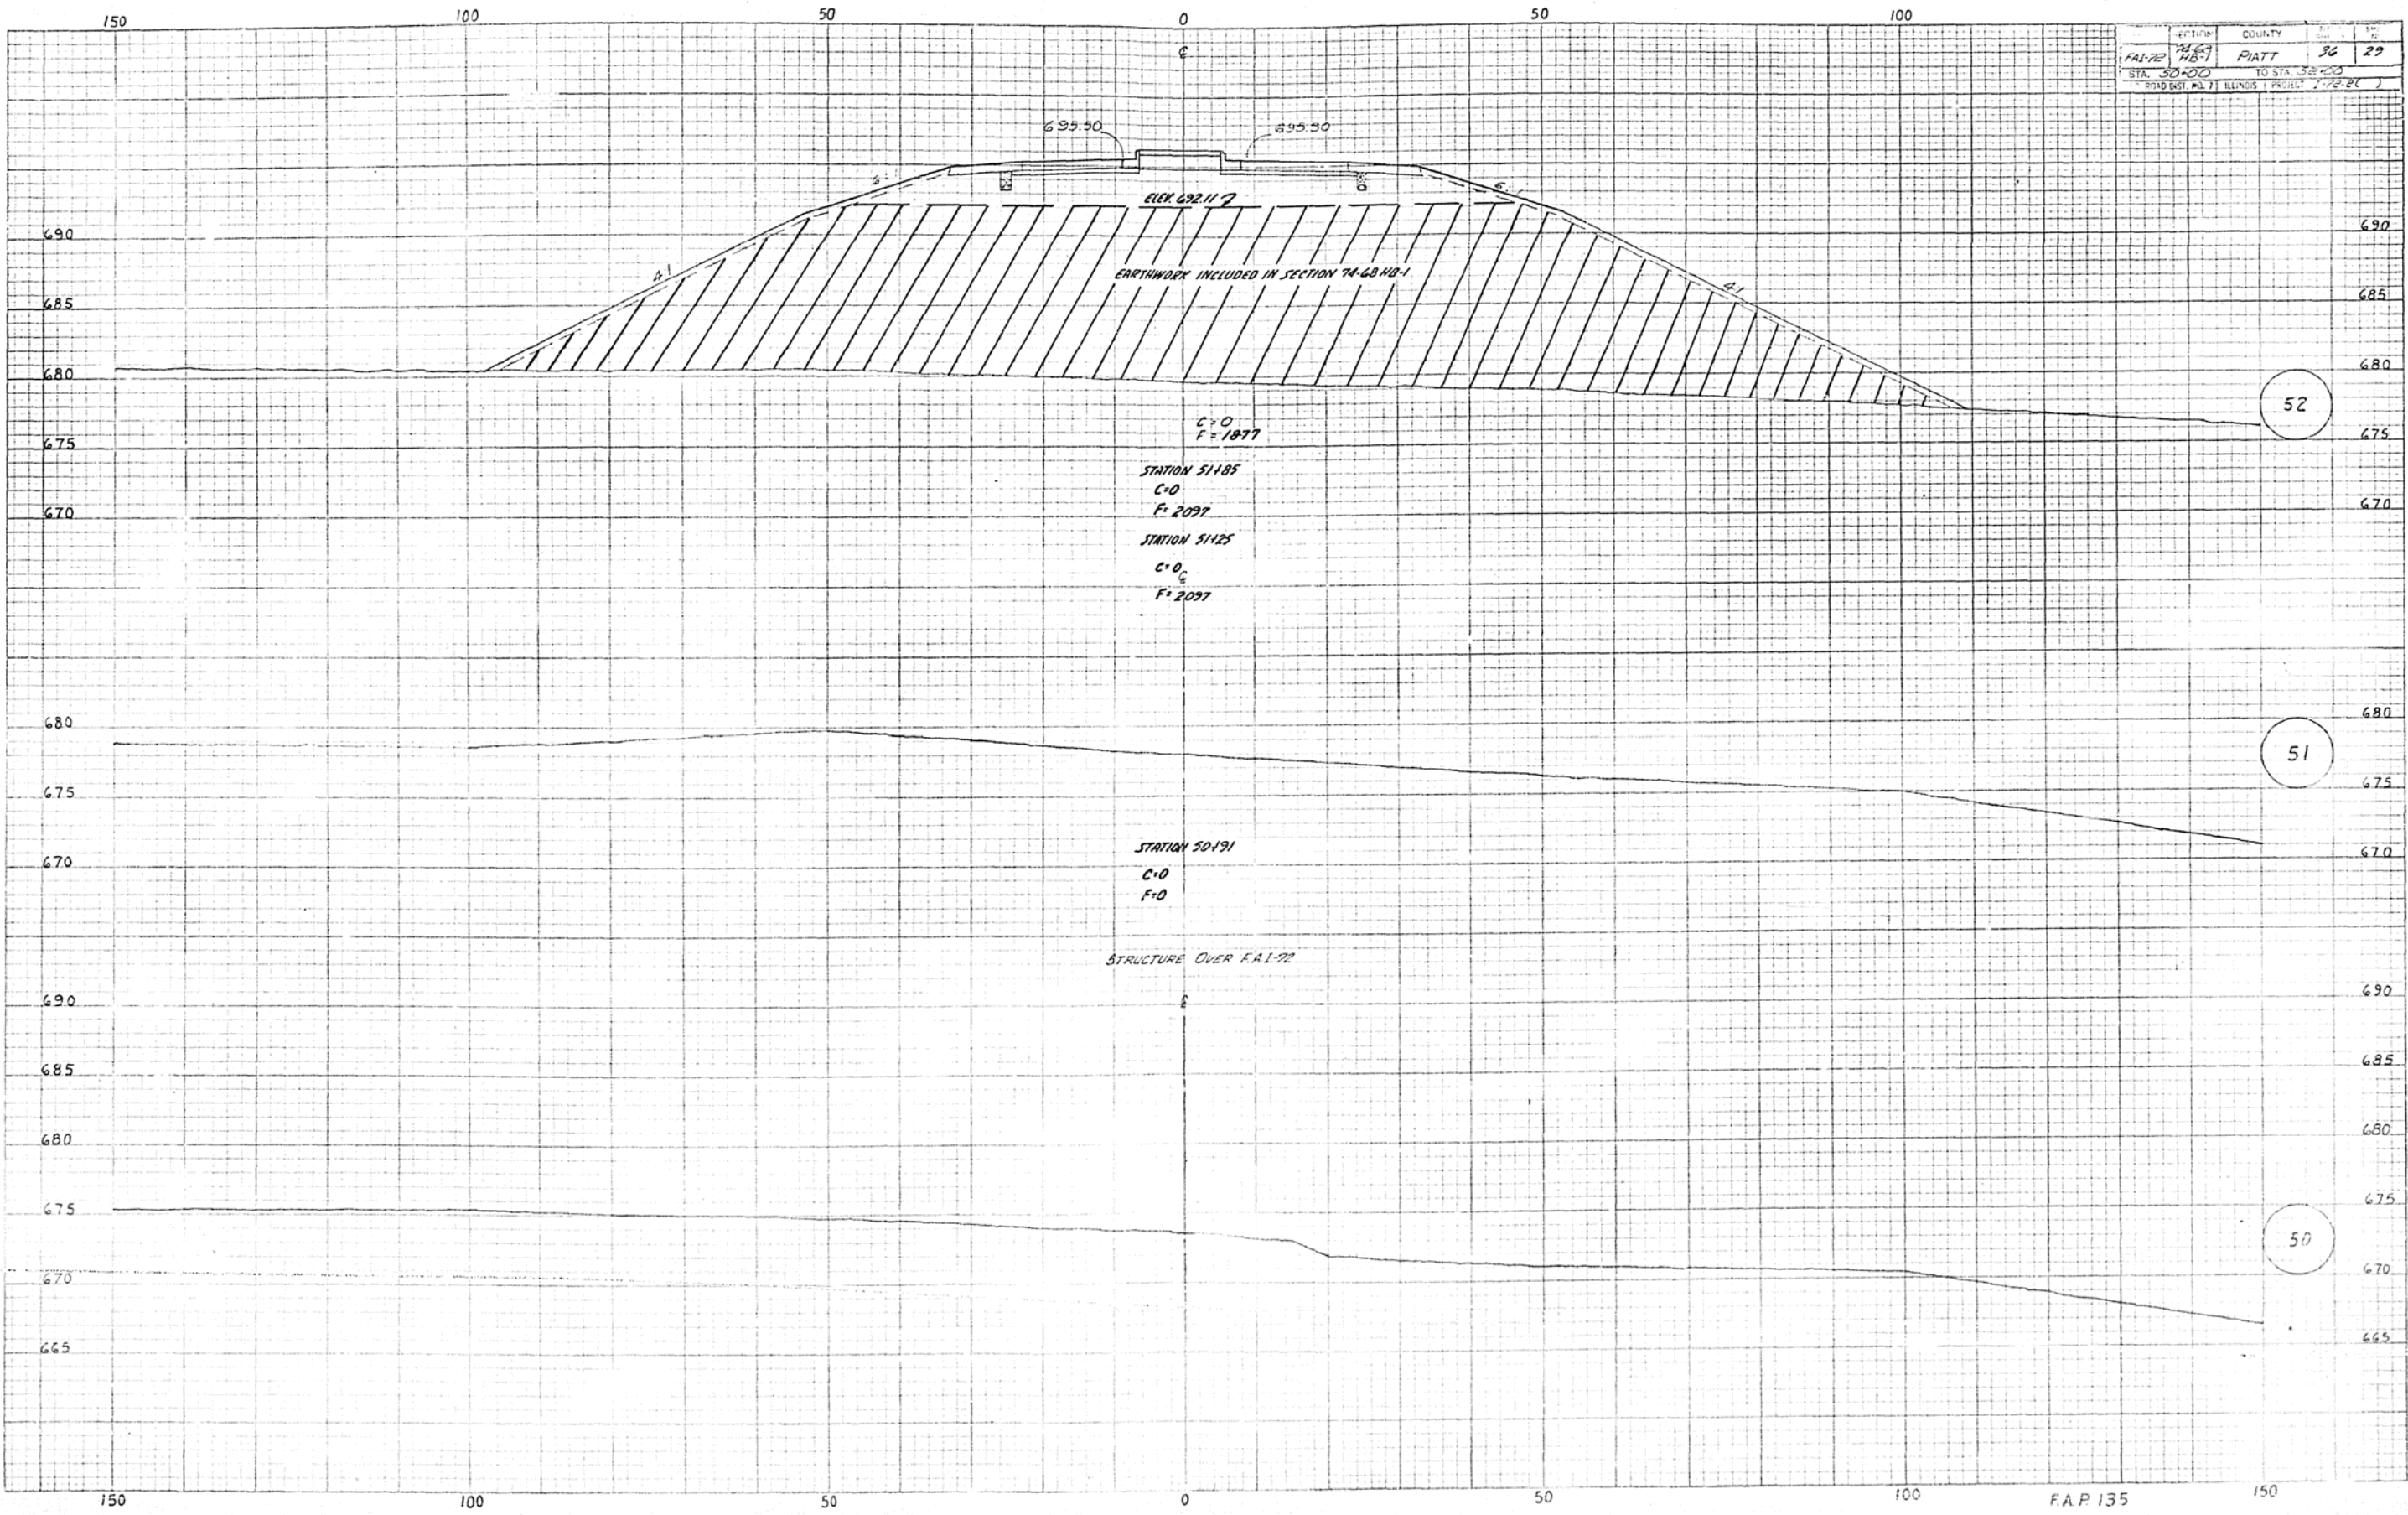 150 100 50 0 50 100
SECTION COUNTY
FAI-72 HB-1 PIATT 36 29
STA. 50+00 TO STA. 52+00
ROAD DIST. NO. 7 ILLINOIS PROJECT
℄
695.50 695.50
6:1 6:1
ELEV. 692.11
690 690
EARTHWORK INCLUDED IN SECTION 74-68 HB-1
4:1 4:1
685 685
680 680
52
C=0
F=1877
675 675
STATION 51+85
C=0
F=2097
670 670
STATION 51+25
C=0
℄
F=2097
680 680
51
675 675
STATION 50+91
670 670
C=0
F=0
STRUCTURE OVER F.A.I-72
690 ℄ 690
685 685
680 680
675 675
50
670 670
665 665
150 100 50 0 50 100 F.A.P. 135 150